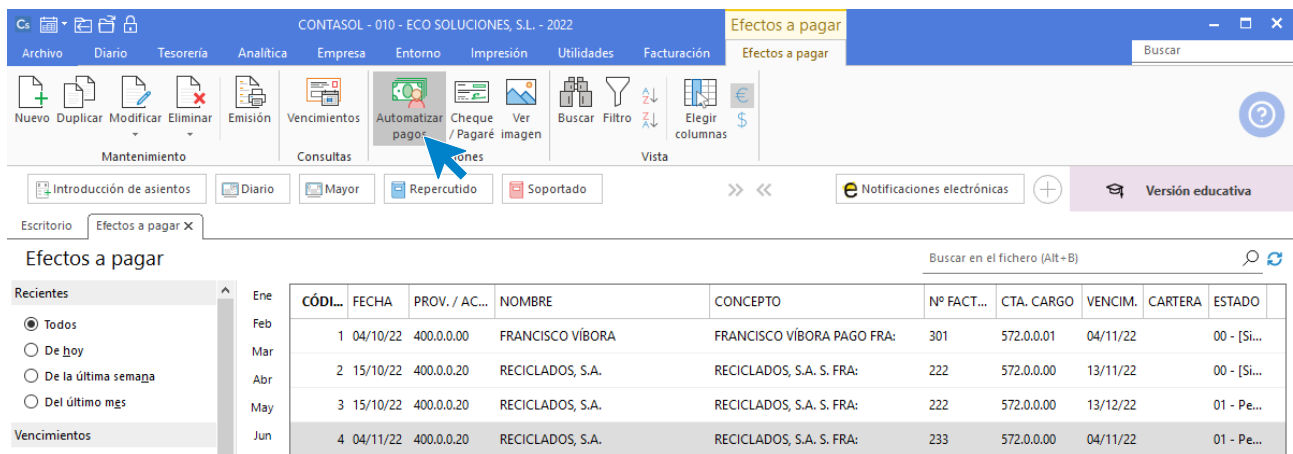 Cs CONTASOL - 010 - ECO SOLUCIONES, S.L. - 2022 Efectos a pagar
Archivo Diario Tesorería Analítica Empresa Entorno Impresión Utilidades Facturación Efectos a pagar Buscar
Nuevo Duplicar Modificar Eliminar Emisión Vencimientos Automatizar pagos Cheque / Pagaré Ver imagen Buscar Filtro Elegir columnas € $ ?
Mantenimiento Consultas Vista
Introducción de asientos Diario Mayor Repercutido Soportado Notificaciones electrónicas Versión educativa
Escritorio Efectos a pagar X
Efectos a pagar Buscar en el fichero (Alt+B)
Recientes
Todos
De hoy
De la última semana
Del último mes
Vencimientos
Ene
Feb
Mar
Abr
May
Jun
CÓDI... FECHA PROV. / AC... NOMBRE CONCEPTO Nº FACT... CTA. CARGO VENCIM. CARTERA ESTADO
1 04/10/22 400.0.0.00 FRANCISCO VÍBORA FRANCISCO VÍBORA PAGO FRA: 301 572.0.0.01 04/11/22 00 - [Si...
2 15/10/22 400.0.0.20 RECICLADOS, S.A. RECICLADOS, S.A. S. FRA: 222 572.0.0.00 13/11/22 00 - [Si...
3 15/10/22 400.0.0.20 RECICLADOS, S.A. RECICLADOS, S.A. S. FRA: 222 572.0.0.00 13/12/22 01 - Pe...
4 04/11/22 400.0.0.20 RECICLADOS, S.A. RECICLADOS, S.A. S. FRA: 233 572.0.0.00 04/11/22 01 - Pe...